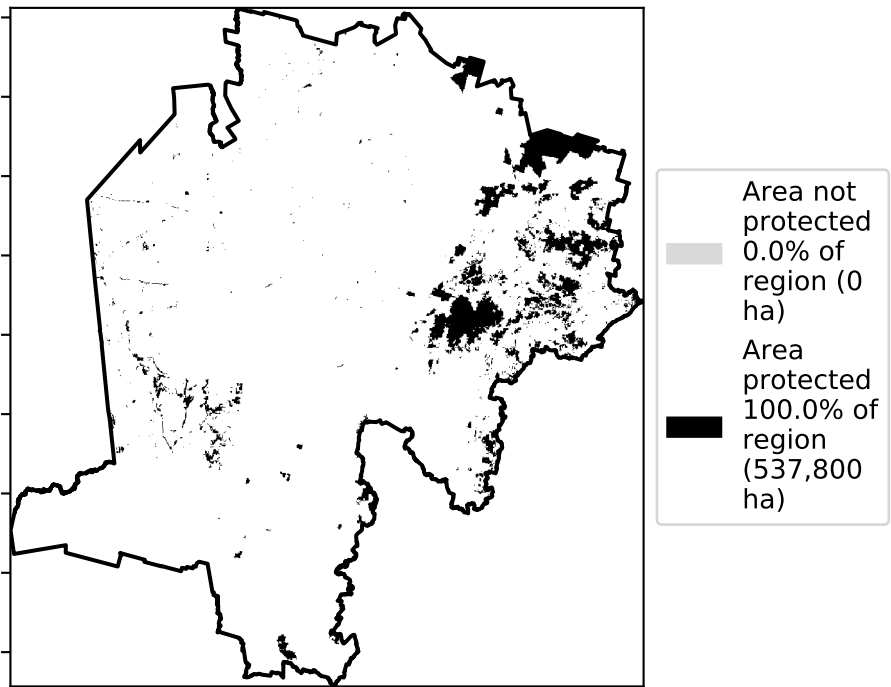 Area not
protected
0.0% of
region (0
ha)
Area
protected
100.0% of
region
(537,800
ha)